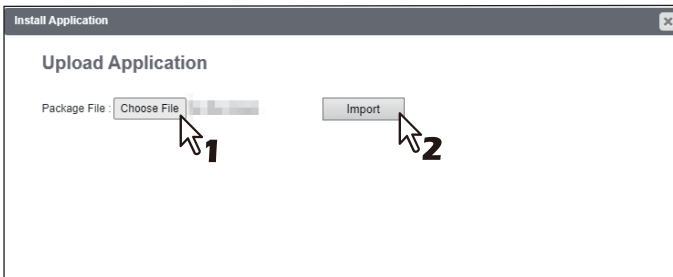 Install Application
Upload Application
Package File : Choose File Import
1
2